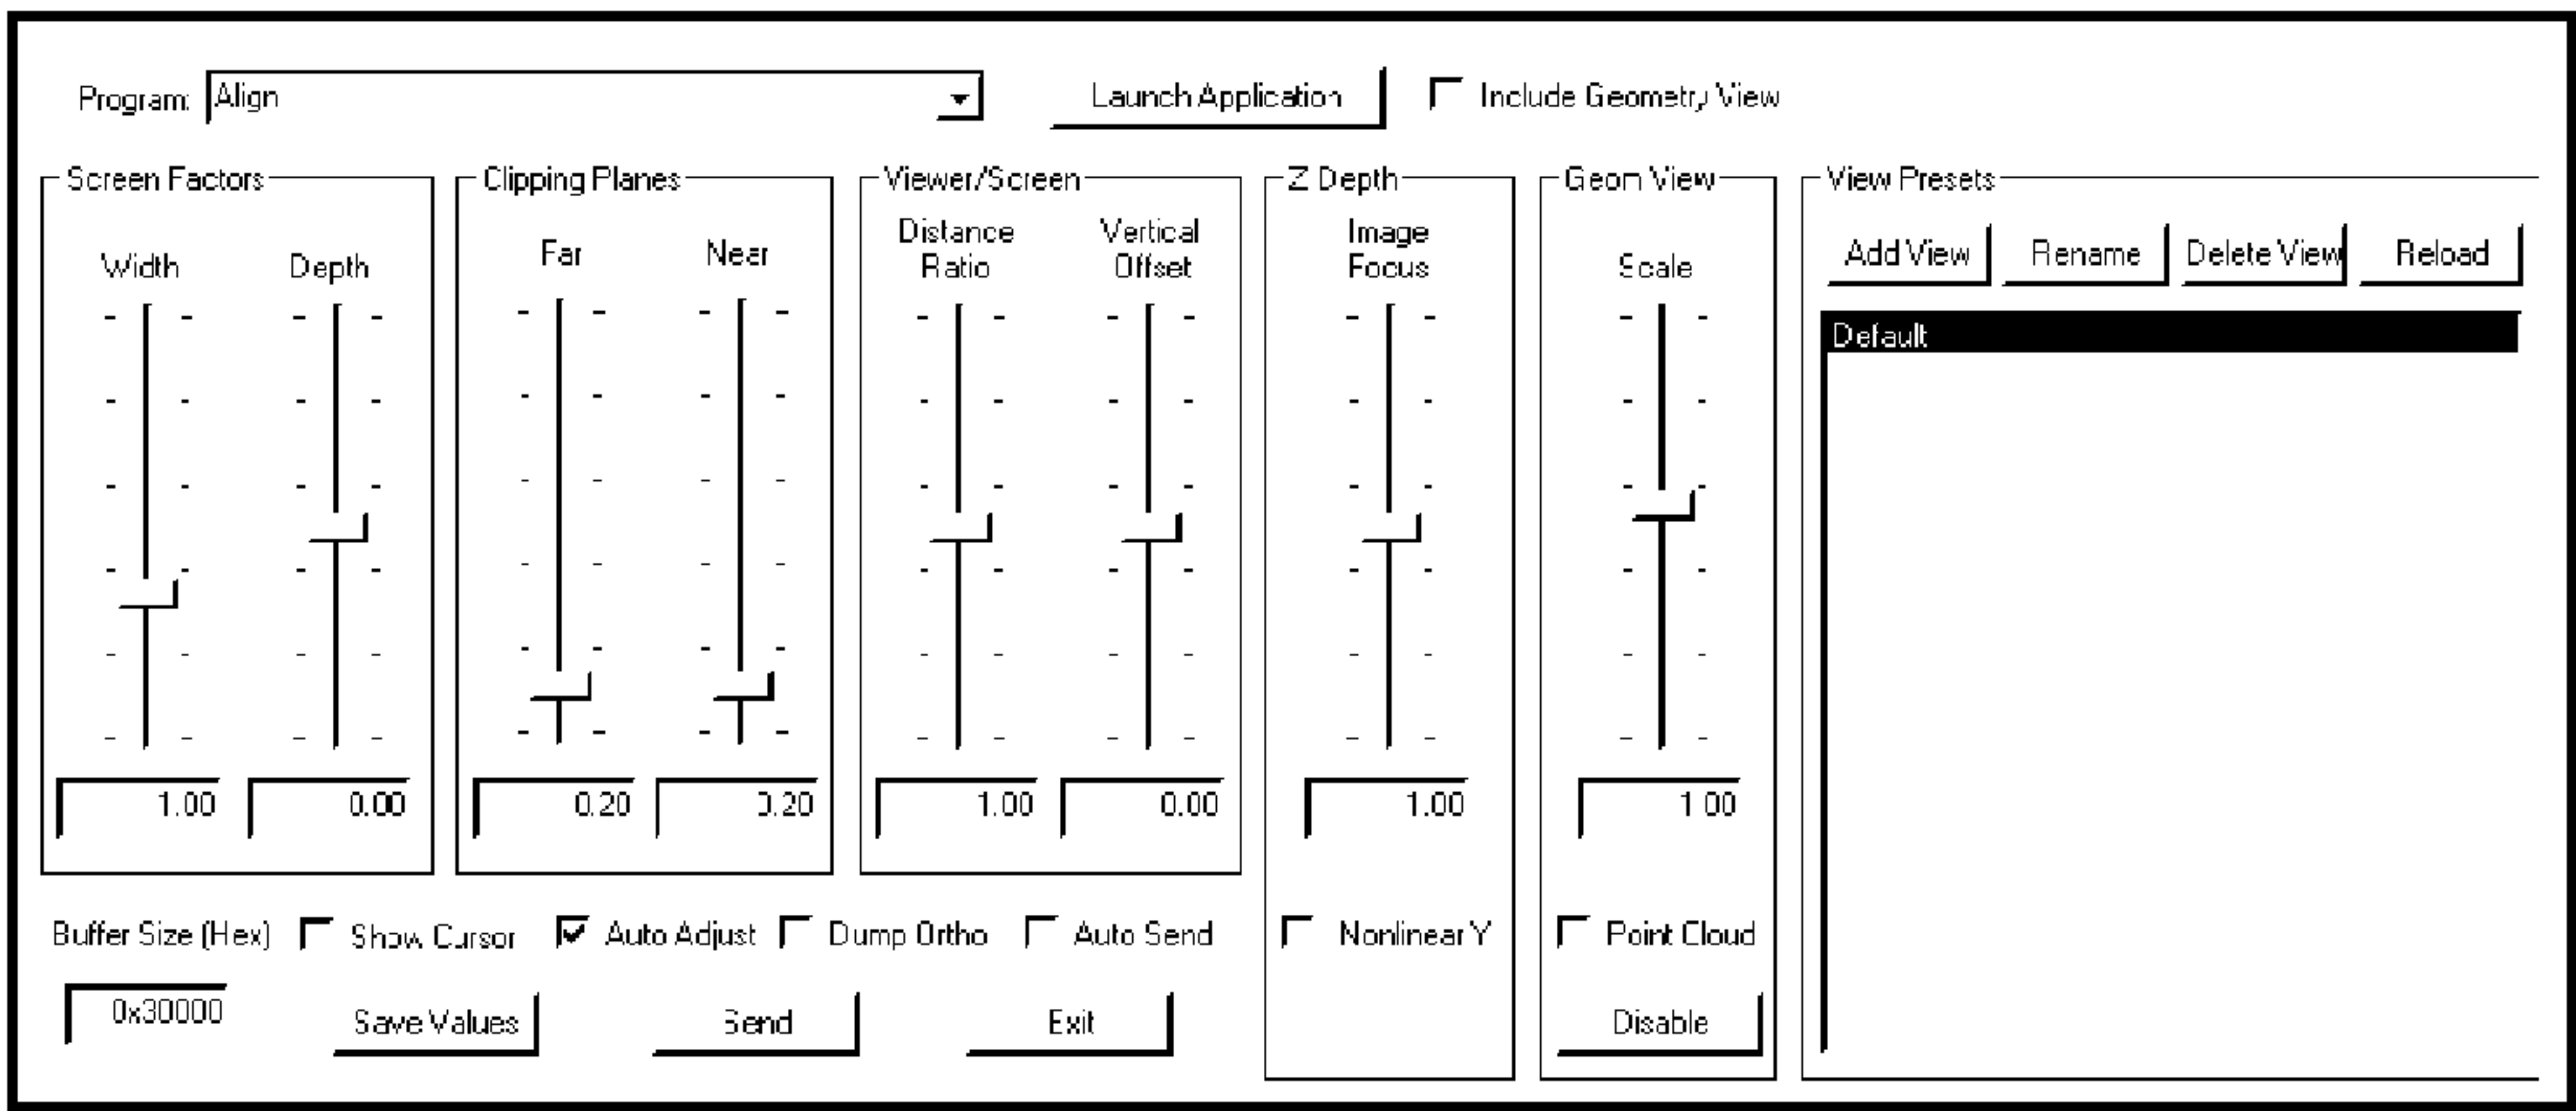 Program: Align Launch Application Include Geometry View
Screen Factors Clipping Planes Viewer/Screen Z Depth Geom View View Presets
Width Depth Far Near Distance Ratio Vertical Offset Image Focus Scale Add View Rename Delete View Reload
Default
1.00 0.00 0.20 0.20 1.00 0.00 1.00 1.00
Buffer Size (Hex) Show Cursor Auto Adjust Dump Ortho Auto Send Nonlinear Y Point Cloud
0x30000 Save Values Send Exit Disable